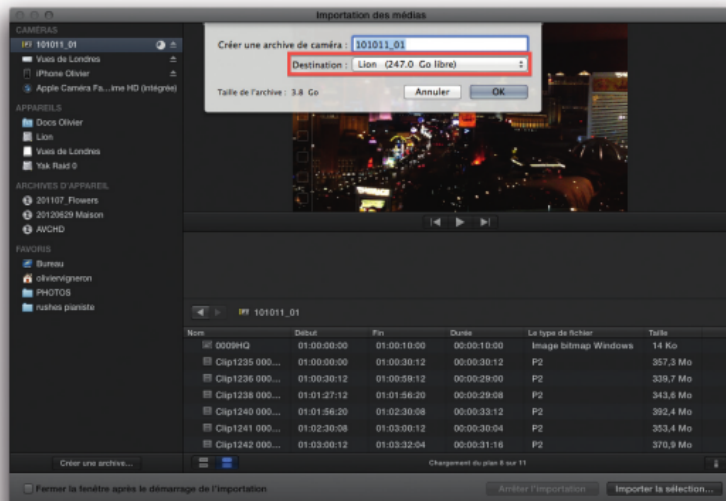 Importation des médias
CAMÉRAS
101011_01
Vues de Londres
iPhone Olivier
Apple Caméra Fa...ime HD (intégrée)
APPAREILS
Docs Olivier
Lion
Vues de Londres
Yak Raid 0
ARCHIVES D'APPAREIL
201107_Flowers
20120629 Maison
AVCHD
FAVORIS
Bureau
oliviervigneron
PHOTOS
rushes pianiste
Créer une archive...
Créer une archive de caméra : 101011_01
Destination : Lion (247.0 Go libre)
Taille de l'archive : 3.8 Go Annuler OK
101011_01
Nom Début Fin Durée Le type de fichier Taille
0009HQ 01:00:00:00 01:00:10:00 00:00:10:00 Image bitmap Windows 14 Ko
Clip1235 000... 01:00:00:00 01:00:30:12 00:00:30:12 P2 357,3 Mo
Clip1236 000... 01:00:30:12 01:00:59:12 00:00:29:00 P2 339,7 Mo
Clip1238 000... 01:01:27:12 01:01:56:20 00:00:29:08 P2 343,6 Mo
Clip1240 000... 01:01:56:20 01:02:30:08 00:00:33:12 P2 392,4 Mo
Clip1241 000... 01:02:30:08 01:03:00:12 00:00:30:04 P2 353,4 Mo
Clip1242 000... 01:03:00:12 01:03:32:04 00:00:31:16 P2 370,9 Mo
Chargement du plan 8 sur 11
Fermer la fenêtre après le démarrage de l'importation Arrêter l'importation Importer la sélection...